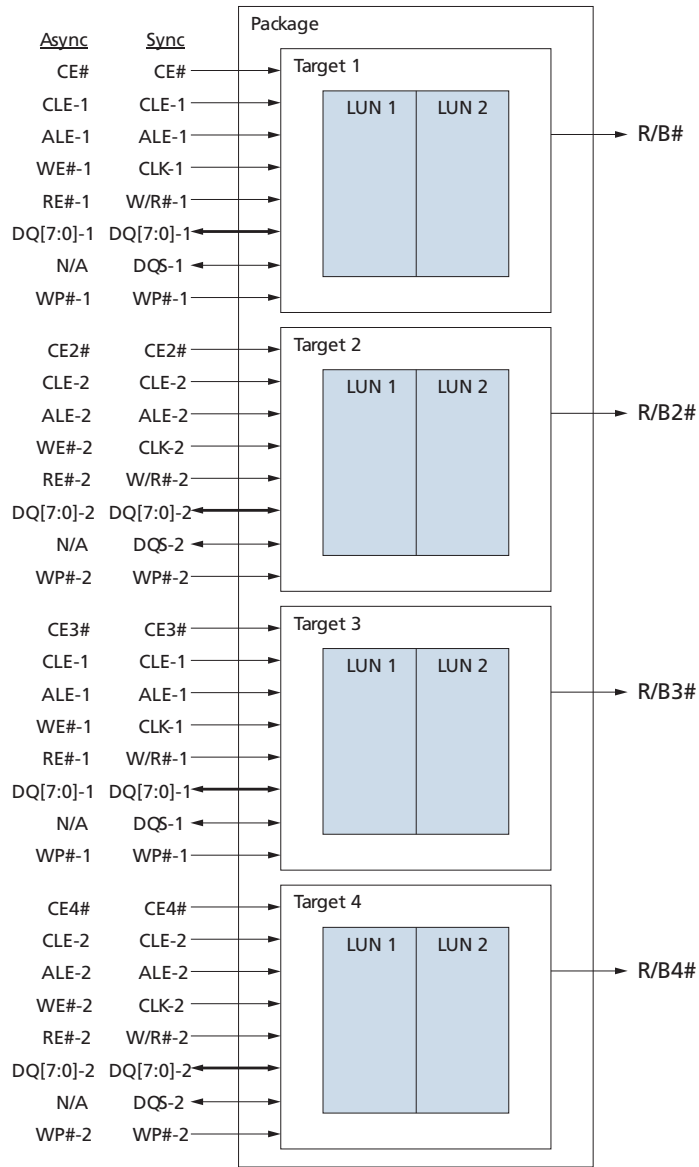 Package
Async Sync
Target 1
CE# CE#
CLE-1 CLE-1
LUN 1 LUN 2
ALE-1 ALE-1
R/B#
WE#-1 CLK-1
RE#-1 W/R#-1
DQ[7:0]-1 DQ[7:0]-1
N/A DQS-1
WP#-1 WP#-1
Target 2
CE2# CE2#
CLE-2 CLE-2
LUN 1 LUN 2
ALE-2 ALE-2
R/B2#
WE#-2 CLK-2
RE#-2 W/R#-2
DQ[7:0]-2 DQ[7:0]-2
N/A DQS-2
WP#-2 WP#-2
Target 3
CE3# CE3#
CLE-1 CLE-1
LUN 1 LUN 2
ALE-1 ALE-1
R/B3#
WE#-1 CLK-1
RE#-1 W/R#-1
DQ[7:0]-1 DQ[7:0]-1
N/A DQS-1
WP#-1 WP#-1
Target 4
CE4# CE4#
CLE-2 CLE-2
LUN 1 LUN 2
ALE-2 ALE-2
R/B4#
WE#-2 CLK-2
RE#-2 W/R#-2
DQ[7:0]-2 DQ[7:0]-2
N/A DQS-2
WP#-2 WP#-2